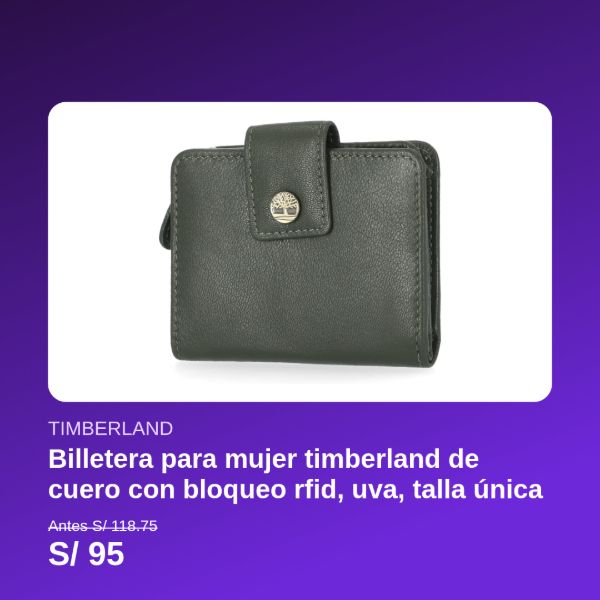 TIMBERLAND
Billetera para mujer timberland de
cuero con bloqueo rfid, uva, talla única
Antes S/ 118.75
S/ 95